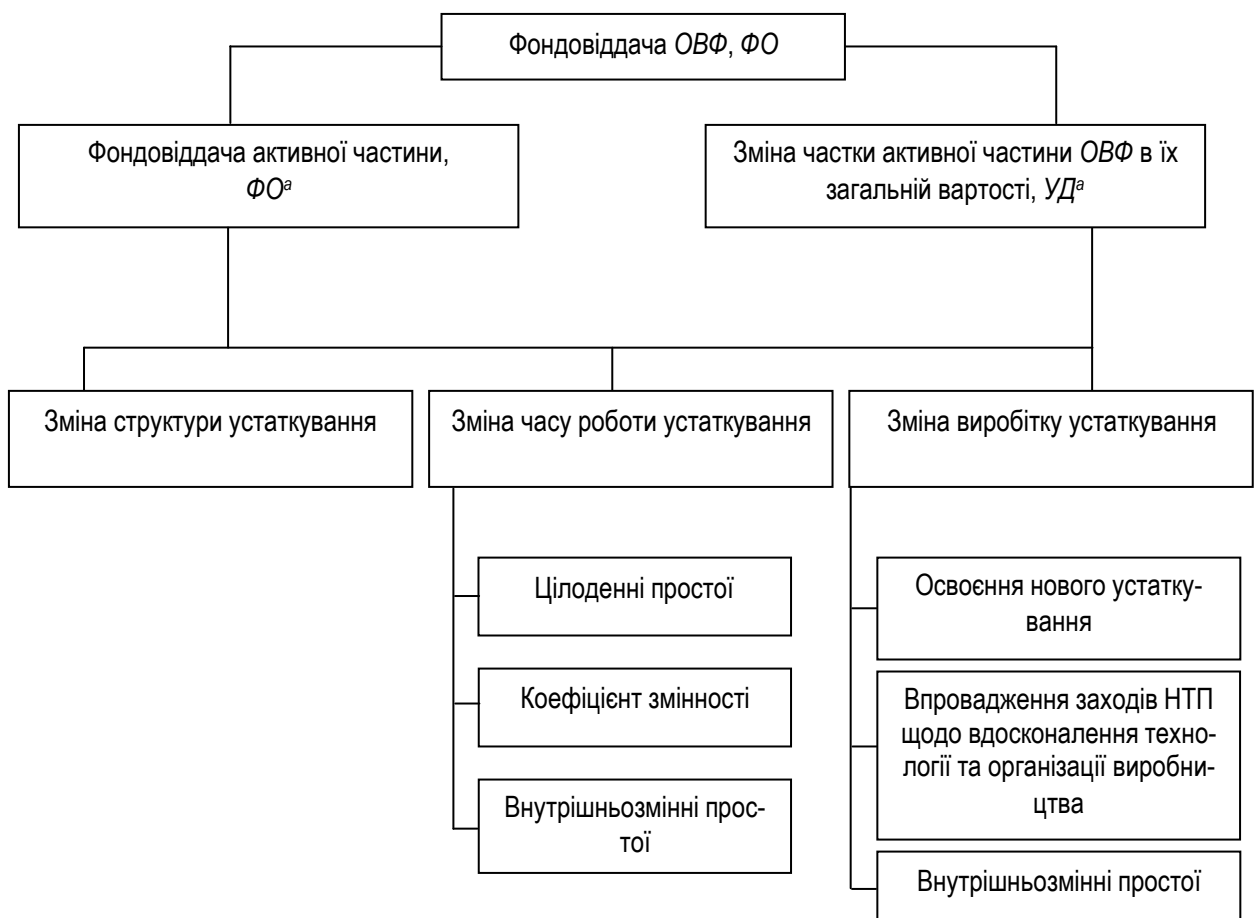 Фондовіддача ОВФ, ФО
Фондовіддача активної частини,
ФОᵃ
Зміна частки активної частини ОВФ в їх
загальній вартості, УДᵃ
Зміна структури устаткування
Зміна часу роботи устаткування
Зміна виробітку устаткування
Цілоденні простої
Коефіцієнт змінності
Внутрішньозмінні прос-
тої
Освоєння нового устатку-
вання
Впровадження заходів НТП
щодо вдосконалення техно-
логії та організації виробни-
цтва
Внутрішньозмінні простої